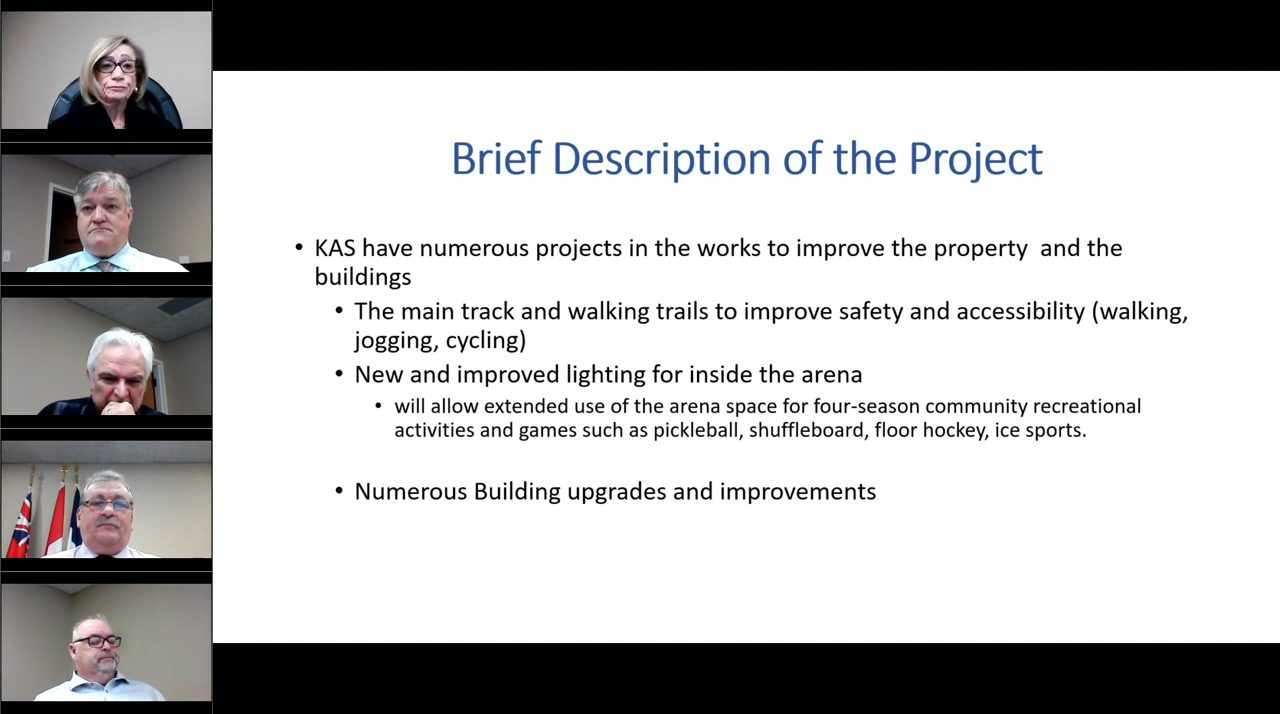 Brief Description of the Project
• KAS have numerous projects in the works to improve the property  and the
buildings
• The main track and walking trails to improve safety and accessibility (walking,
jogging, cycling)
• New and improved lighting for inside the arena
• will allow extended use of the arena space for four-season community recreational
activities and games such as pickleball, shuffleboard, floor hockey, ice sports.
• Numerous Building upgrades and improvements